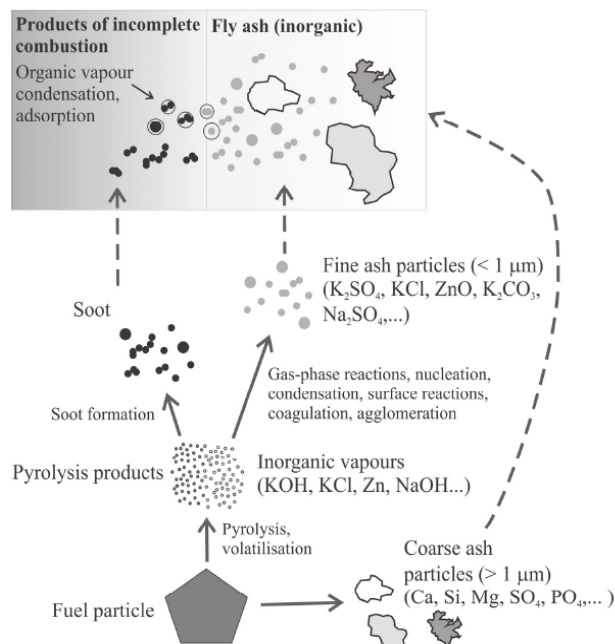 Products of incomplete
combustion
Fly ash (inorganic)
Organic vapour
condensation,
adsorption
Fine ash particles (< 1 μm)
(K₂SO₄, KCl, ZnO, K₂CO₃,
Na₂SO₄,...)
Soot
Gas-phase reactions, nucleation,
condensation, surface reactions,
coagulation, agglomeration
Soot formation
Pyrolysis products
Inorganic vapours
(KOH, KCl, Zn, NaOH...)
Pyrolysis,
volatilisation
Coarse ash
particles (> 1 μm)
(Ca, Si, Mg, SO₄, PO₄,... )
Fuel particle